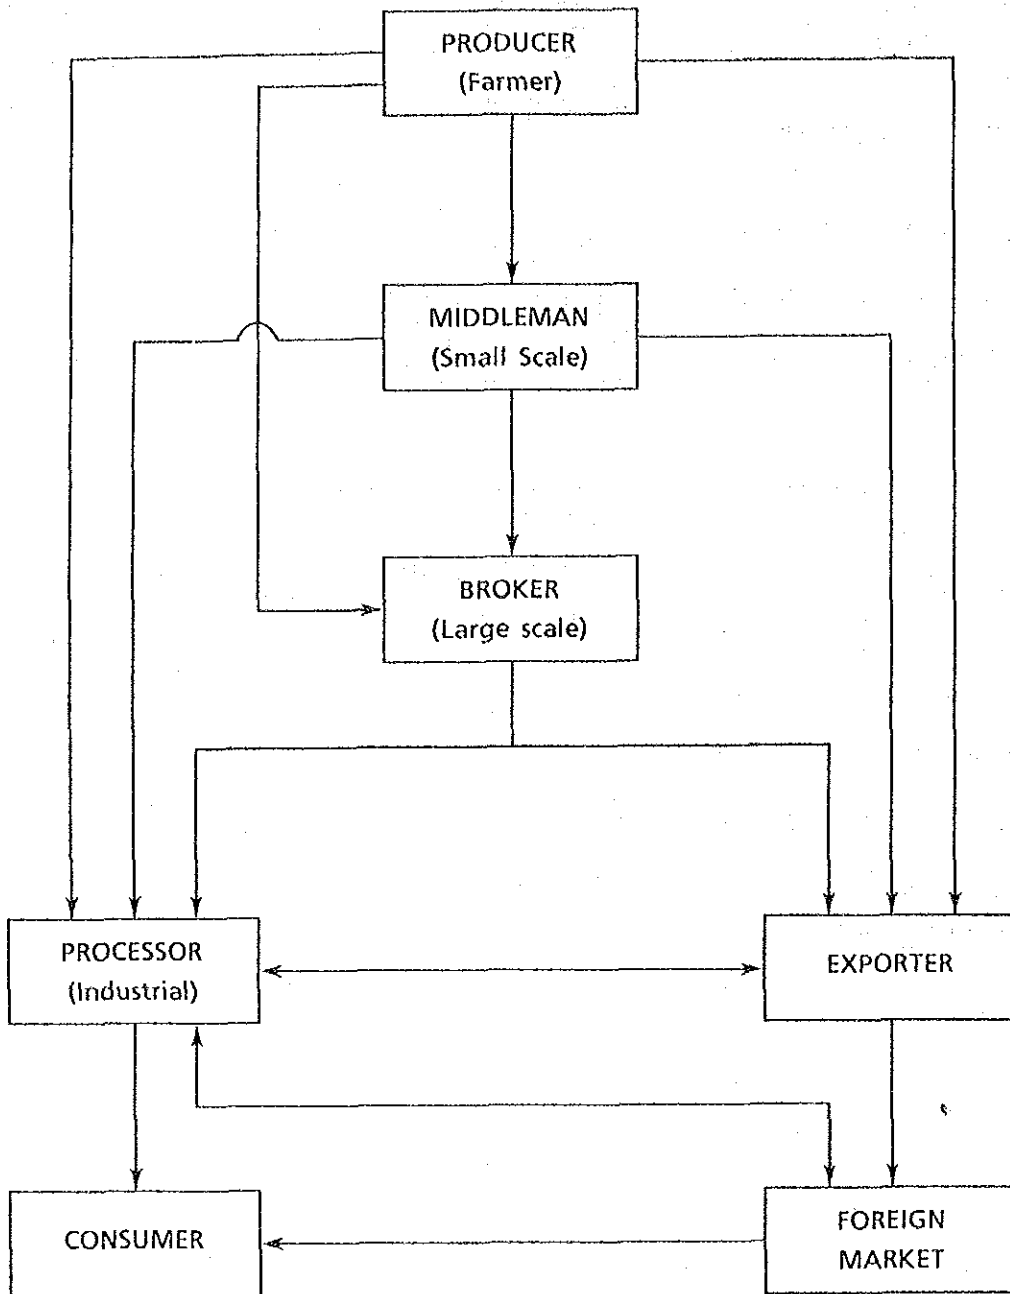 PRODUCER
(Farmer)
MIDDLEMAN
(Small Scale)
BROKER
(Large scale)
PROCESSOR
(Industrial)
EXPORTER
CONSUMER
FOREIGN
MARKET